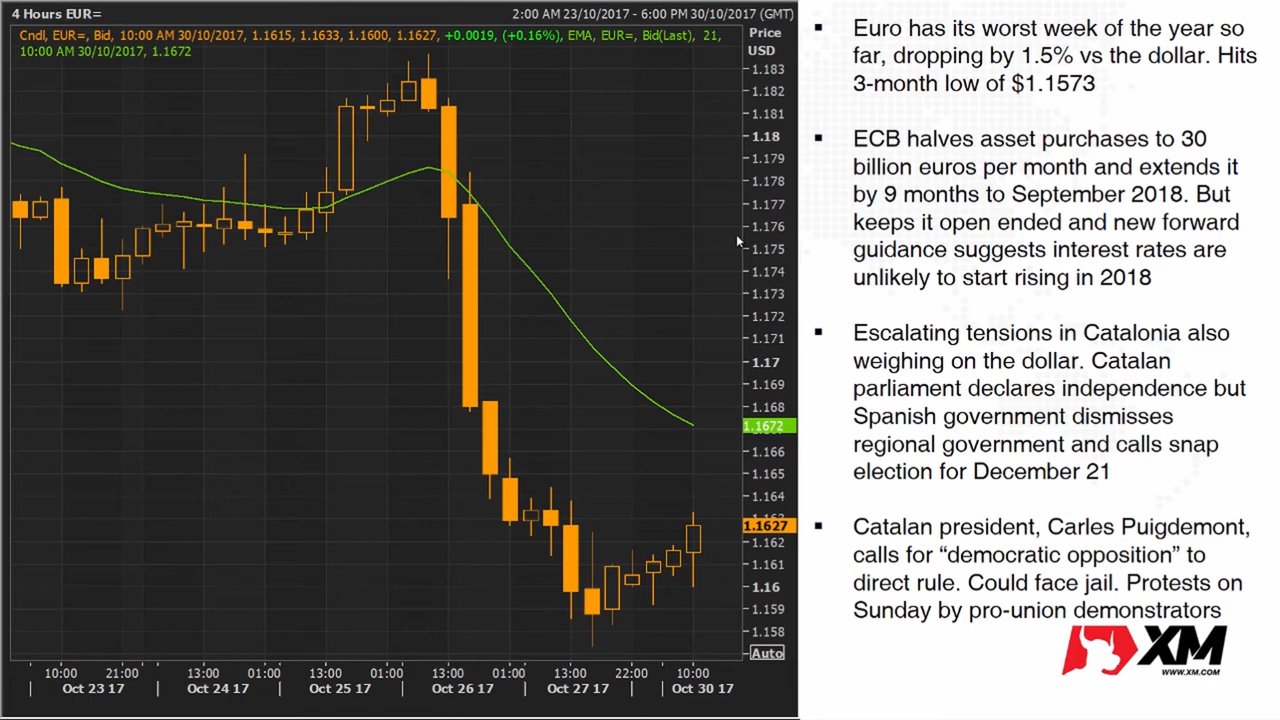 4 Hours EUR=
2:00 AM 23/10/2017 - 6:00 PM 30/10/2017 (GMT)
Cndl, EUR=, Bid, 10:00 AM 30/10/2017, 1.1615, 1.1633, 1.1600, 1.1627, +0.0019, (+0.16%), EMA, EUR=, Bid(Last), 21,
10:00 AM 30/10/2017, 1.1672
Price
USD
1.183
1.182
1.181
1.18
1.179
1.178
1.177
1.176
1.175
1.174
1.173
1.172
1.171
1.17
1.169
1.168
1.1672
1.166
1.165
1.164
1.1627
1.162
1.161
1.16
1.159
1.158
Auto
10:00 21:00 13:00 01:00 13:00 01:00 13:00 01:00 13:00 22:00 10:00
Oct 23 17 Oct 24 17 Oct 25 17 Oct 26 17 Oct 27 17 Oct 30 17
▪ Euro has its worst week of the year so
far, dropping by 1.5% vs the dollar. Hits
3-month low of $1.1573
▪ ECB halves asset purchases to 30
billion euros per month and extends it
by 9 months to September 2018. But
keeps it open ended and new forward
guidance suggests interest rates are
unlikely to start rising in 2018
▪ Escalating tensions in Catalonia also
weighing on the dollar. Catalan
parliament declares independence but
Spanish government dismisses
regional government and calls snap
election for December 21
▪ Catalan president, Carles Puigdemont,
calls for “democratic opposition” to
direct rule. Could face jail. Protests on
Sunday by pro-union demonstrators
XM
WWW.XM.COM